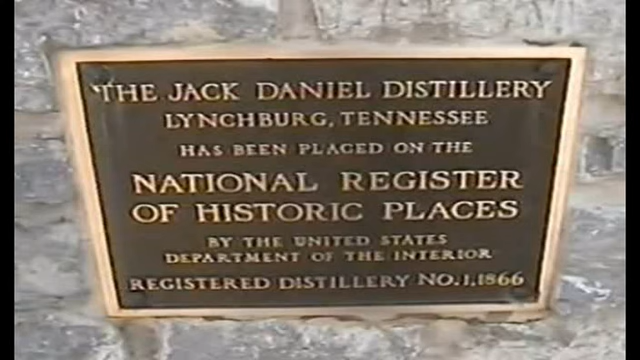 THE JACK DANIEL DISTILLERY
LYNCHBURG, TENNESSEE
HAS BEEN PLACED ON THE
NATIONAL REGISTER
OF HISTORIC PLACES
BY THE UNITED STATES
DEPARTMENT OF THE INTERIOR
REGISTERED DISTILLERY NO. 1, 1866